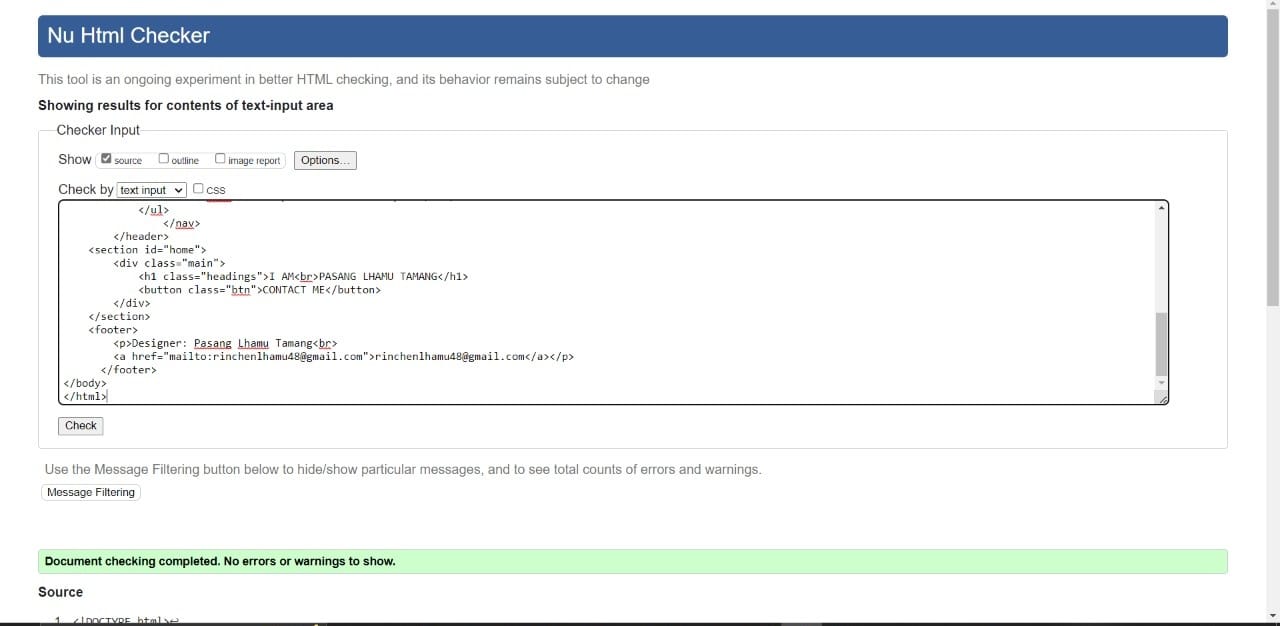 Nu Html Checker
This tool is an ongoing experiment in better HTML checking, and its behavior remains subject to change
Showing results for contents of text-input area
Checker Input
Show source outline image report Options...
Check by text input css
</ul>
</nav>
</header>
<section id="home">
<div class="main">
<h1 class="headings">I AM<br>PASANG LHAMU TAMANG</h1>
<button class="btn">CONTACT ME</button>
</div>
</section>
<footer>
<p>Designer: Pasang Lhamu Tamang<br>
<a href="mailto:rinchenlhamu48@gmail.com">rinchenlhamu48@gmail.com</a></p>
</footer>
</body>
</html>
Check
Use the Message Filtering button below to hide/show particular messages, and to see total counts of errors and warnings.
Message Filtering
Document checking completed. No errors or warnings to show.
Source
1. <!DOCTYPE html>↩